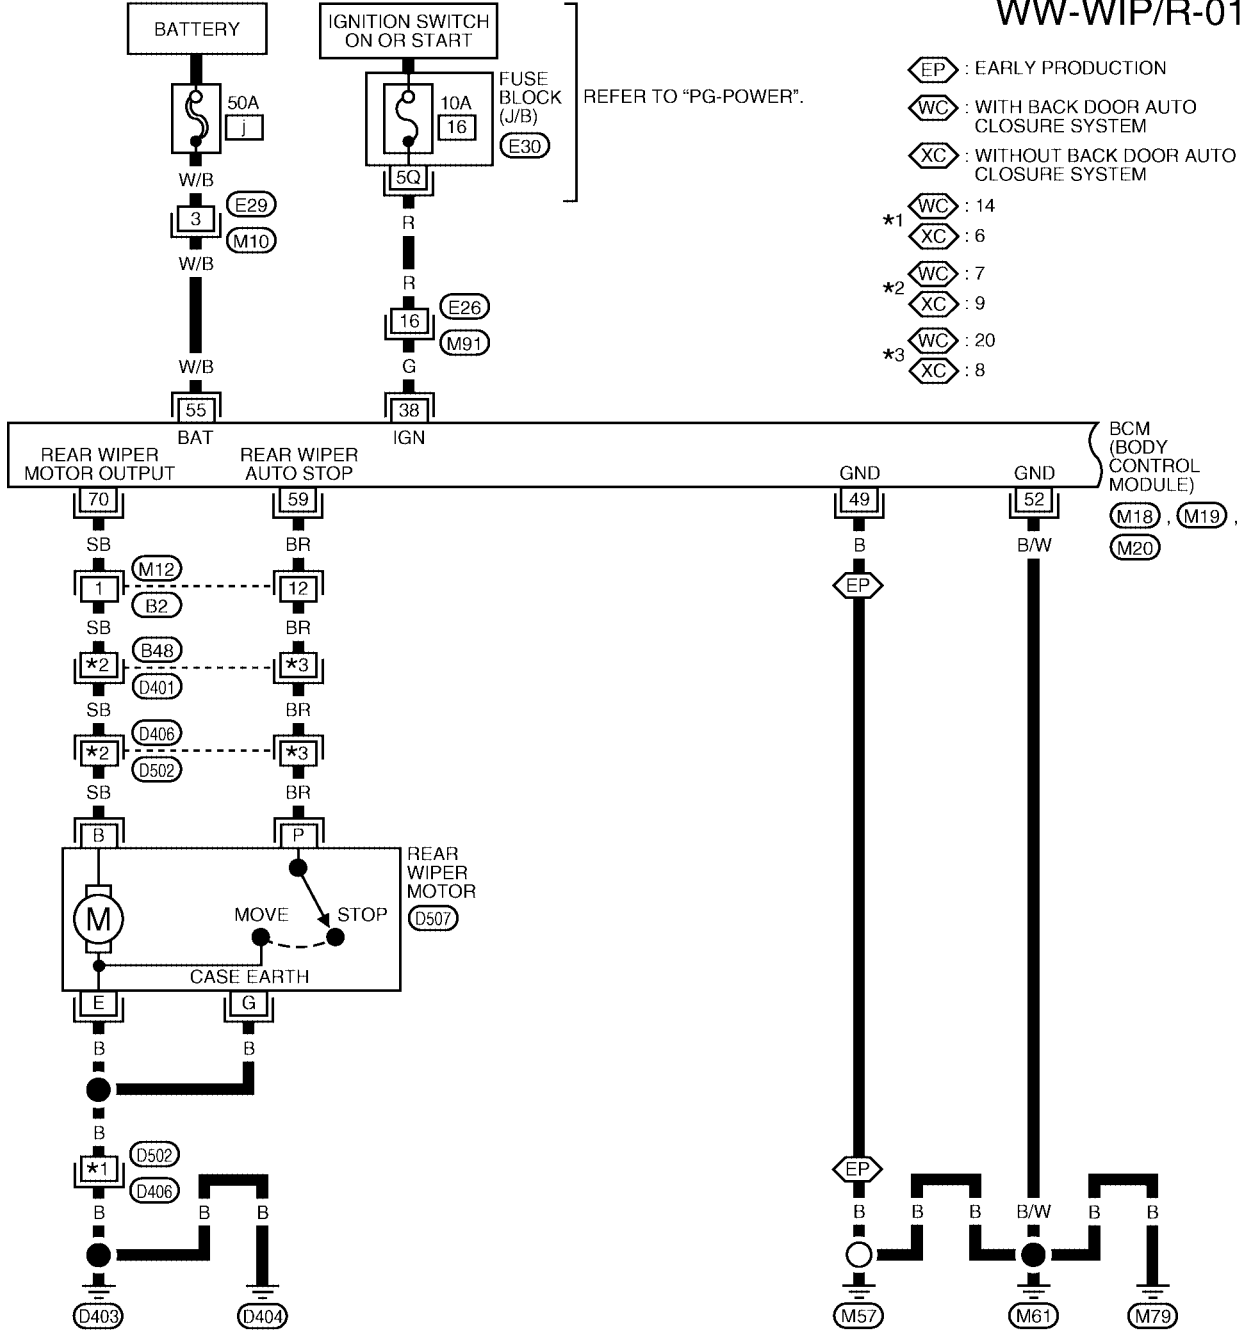 WW-WIP/R-01
BATTERY
IGNITION SWITCH
ON OR START
50A
j
10A
16
FUSE
BLOCK
(J/B)
E30
REFER TO “PG-POWER”.
EP : EARLY PRODUCTION
WC : WITH BACK DOOR AUTO
CLOSURE SYSTEM
XC : WITHOUT BACK DOOR AUTO
CLOSURE SYSTEM
*1 WC : 14
XC : 6
*2 WC : 7
XC : 9
*3 WC : 20
XC : 8
5Q
W/B
3
E29
M10
W/B
R
R
16
E26
M91
W/B
G
55
38
BAT
IGN
REAR WIPER
MOTOR OUTPUT
REAR WIPER
AUTO STOP
GND
GND
BCM
(BODY
CONTROL
MODULE)
M18 , M19 ,
M20
70
59
49
52
SB
BR
B
B/W
1
M12
B2
12
EP
SB
BR
*2
B48
D401
*3
SB
BR
*2
D406
D502
*3
SB
BR
B
P
REAR
WIPER
MOTOR
D507
M
MOVE
STOP
CASE EARTH
E
G
B
B
B
*1
D502
D406
EP
B
B
B
B
B
B
B/W
B
B
D403
D404
M57
M61
M79